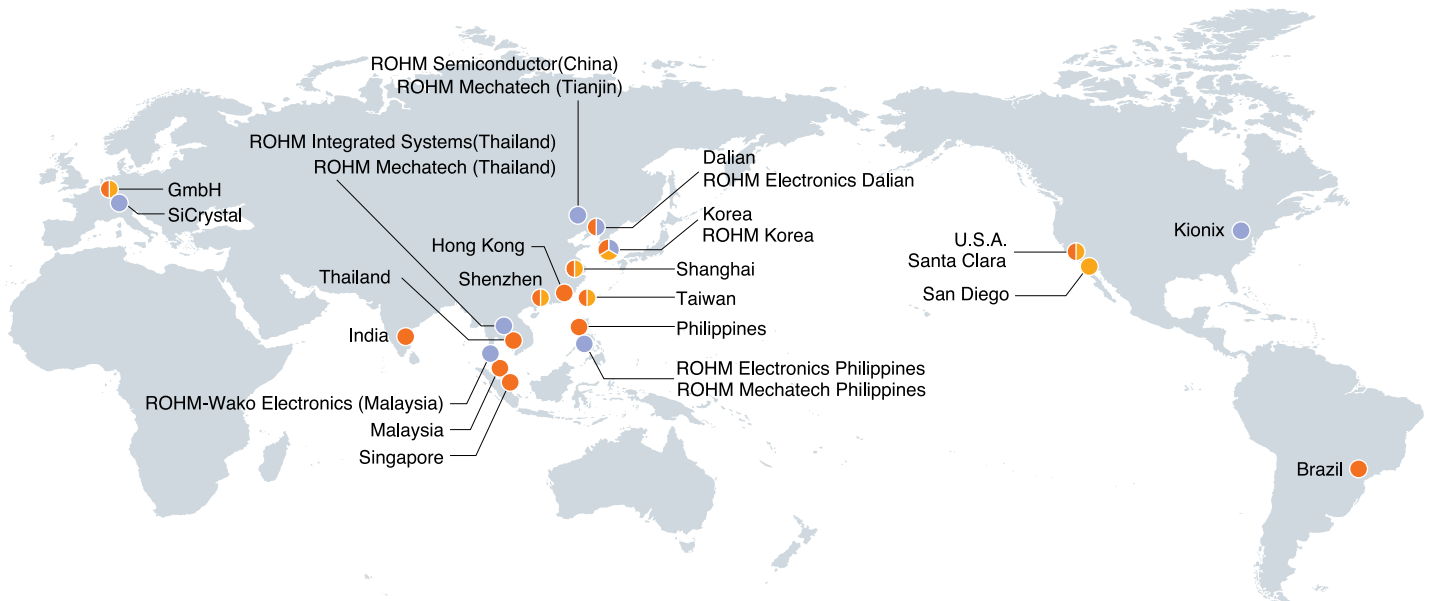 ROHM Semiconductor(China)
ROHM Mechatech (Tianjin)
ROHM Integrated Systems(Thailand)
ROHM Mechatech (Thailand)
Dalian
ROHM Electronics Dalian
GmbH
SiCrystal
Korea
ROHM Korea
Hong Kong
Shanghai
Thailand
Shenzhen
Taiwan
India
Philippines
ROHM Electronics Philippines
ROHM Mechatech Philippines
ROHM-Wako Electronics (Malaysia)
Malaysia
Singapore
Kionix
U.S.A.
Santa Clara
San Diego
Brazil